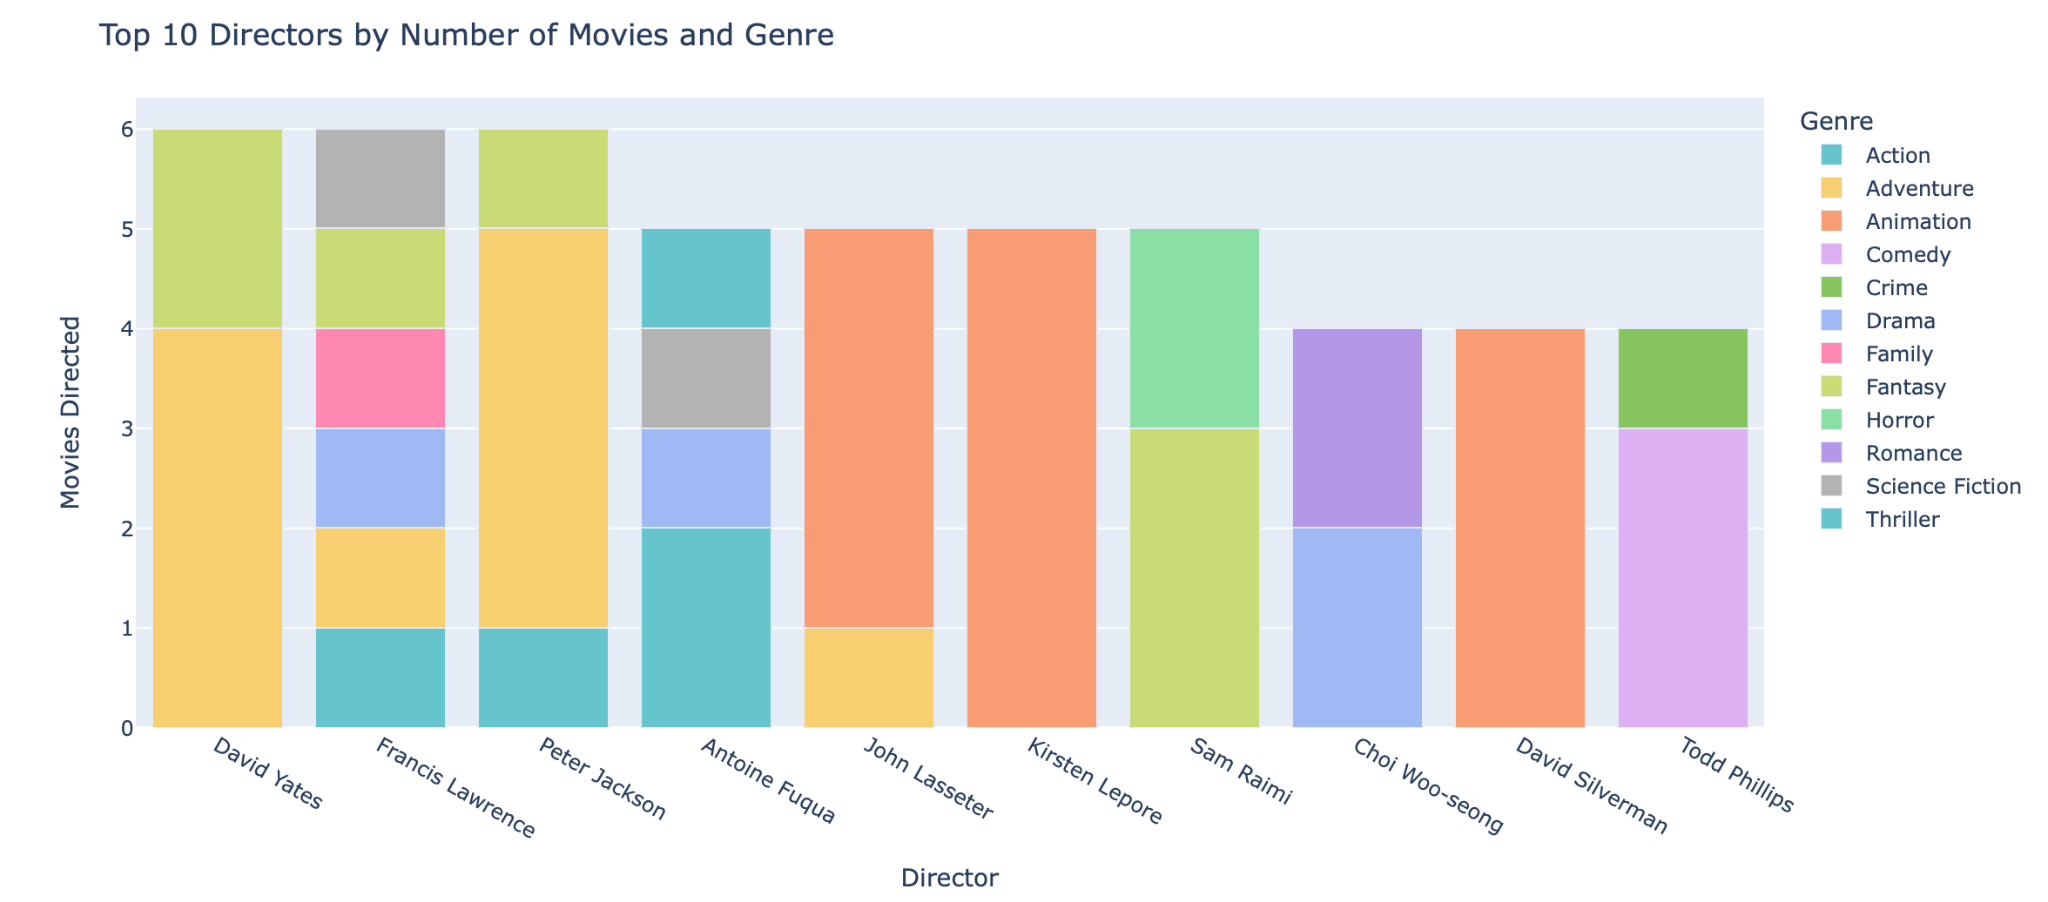 Top 10 Directors by Number of Movies and Genre
Movies Directed
6
5
4
3
2
1
0
David Yates
Francis Lawrence
Peter Jackson
Antoine Fuqua
John Lasseter
Kirsten Lepore
Sam Raimi
Choi Woo-seong
David Silverman
Todd Phillips
Director
Genre
Action
Adventure
Animation
Comedy
Crime
Drama
Family
Fantasy
Horror
Romance
Science Fiction
Thriller